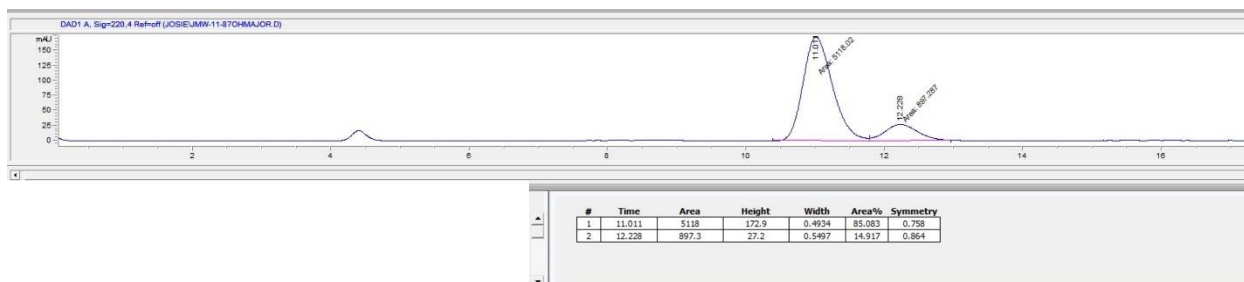 DAD1 A, Sig=220,4 Ref=off (JOSIE\JMW-11-87OHMAJOR.D)
mAU
150
125
100
75
50
25
0
11.011
Area: 5118.02
12.228
Area: 897.287
2 4 6 8 10 12 14 16
# Time Area Height Width Area% Symmetry
1 11.011 5118 172.9 0.4934 85.083 0.758
2 12.228 897.3 27.2 0.5497 14.917 0.864